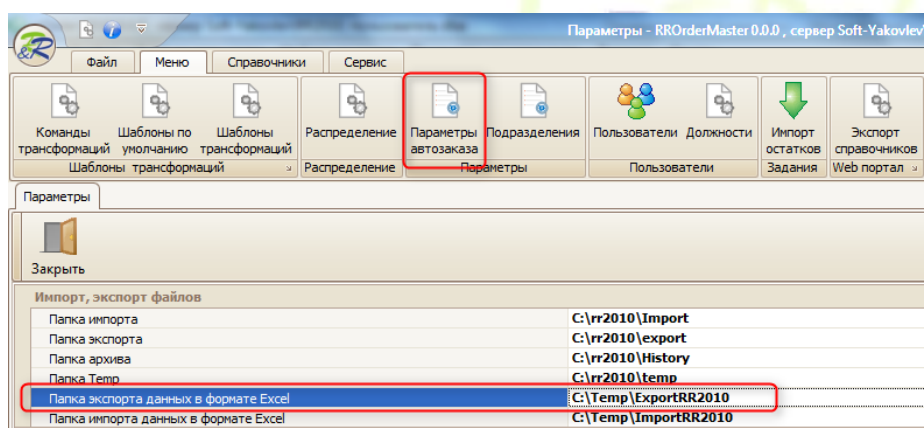 Параметры - RROrderMaster 0.0.0 , сервер Soft-Yakovlev
&R
Файл Меню Справочники Сервис
Команды трансформаций Шаблоны по умолчанию Шаблоны трансформаций Распределение Параметры автозаказа Подразделения Пользователи Должности Импорт остатков Экспорт справочников
Шаблоны трансформаций Распределение Параметры Пользователи Задания Web портал
Параметры
Закрыть
Импорт, экспорт файлов
Папка импорта C:\rr2010\Import
Папка экспорта C:\rr2010\export
Папка архива C:\rr2010\History
Папка Temp C:\rr2010\temp
Папка экспорта данных в формате Excel C:\Temp\ExportRR2010
Папка импорта данных в формате Excel C:\Temp\ImportRR2010